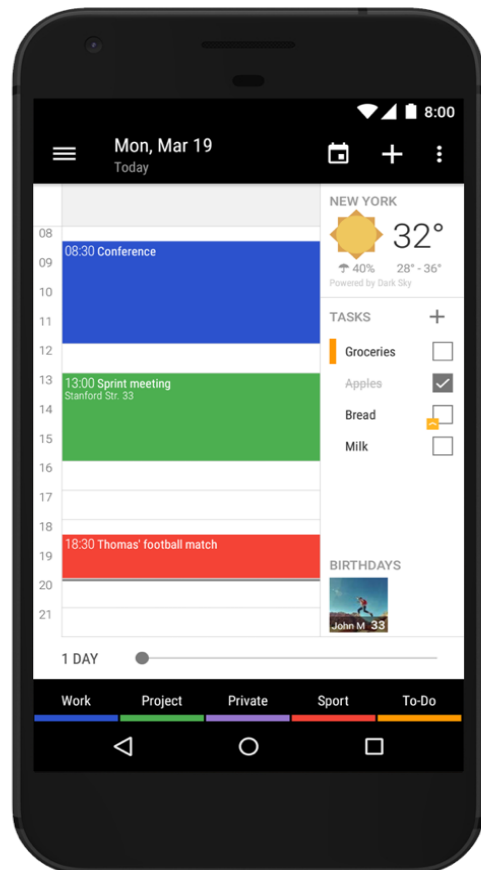 8:00
Mon, Mar 19
Today
08
09
10
11
12
13
14
15
16
17
18
19
20
21
08:30 Conference
13:00 Sprint meeting
Stanford Str. 33
18:30 Thomas' football match
NEW YORK
32°
40% 28° - 36°
Powered by Dark Sky
TASKS
Groceries
Apples
Bread
Milk
BIRTHDAYS
John M 33
1 DAY
Work Project Private Sport To-Do